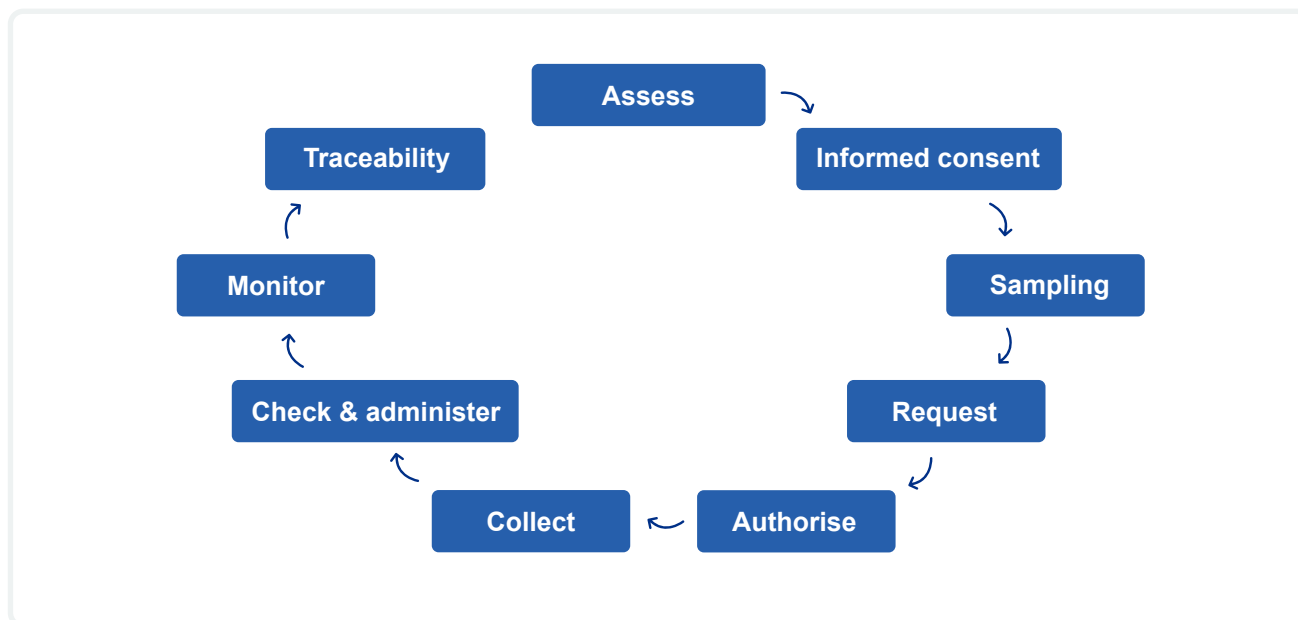 Assess
Informed consent
Sampling
Request
Authorise
Collect
Check & administer
Monitor
Traceability